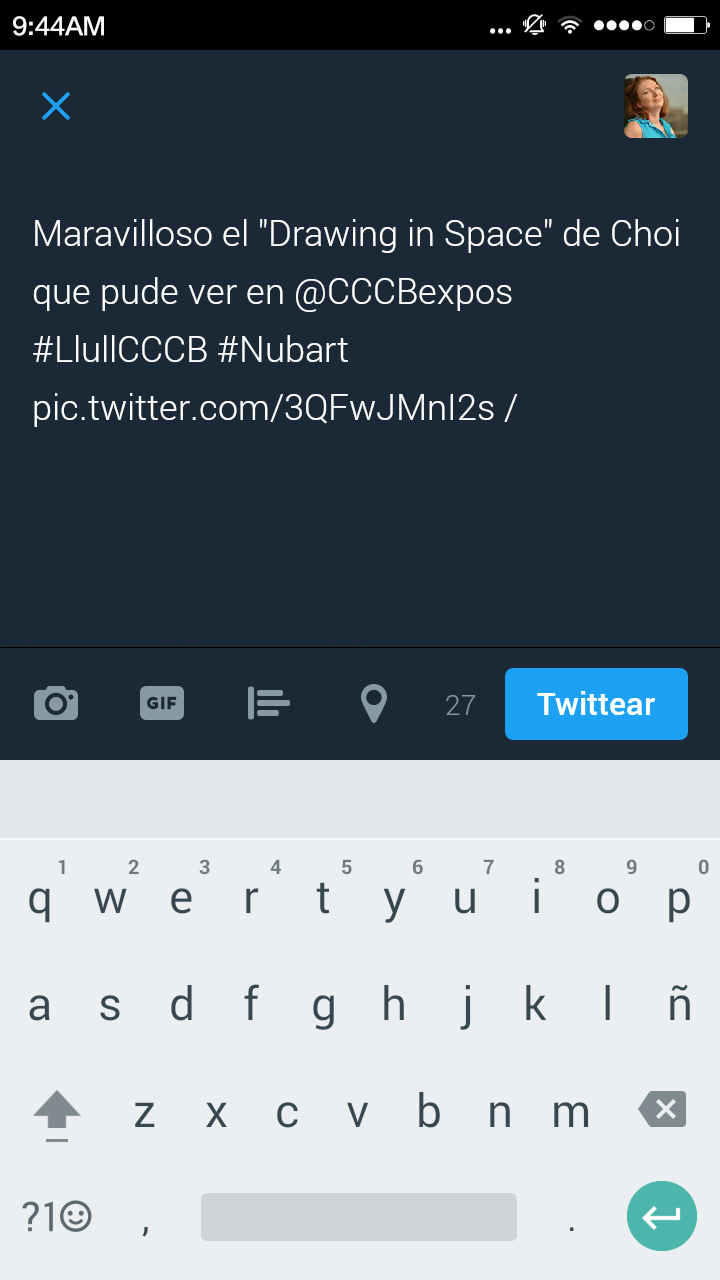 9:44AM
Maravilloso el "Drawing in Space" de Choi
que pude ver en @CCCBexpos
#LlullCCCB #Nubart
pic.twitter.com/3QFwJMnI2s /
GIF
27
Twittear
1 2 3 4 5 6 7 8 9 0
q w e r t y u i o p
a s d f g h j k l ñ
z x c v b n m
?1☺ , .